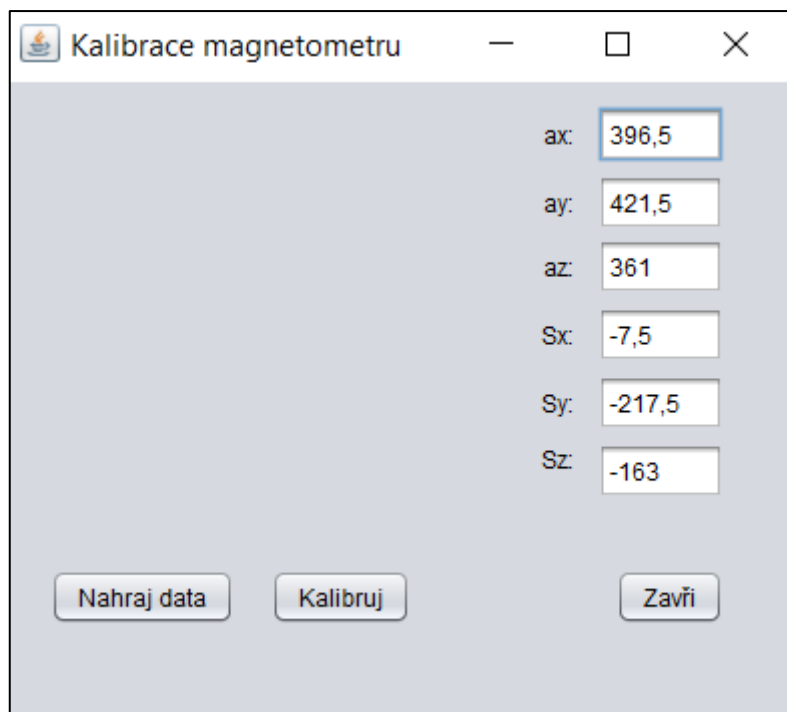 Kalibrace magnetometru
ax: 396,5
ay: 421,5
az: 361
Sx: -7,5
Sy: -217,5
Sz: -163
Nahraj data Kalibruj Zavři